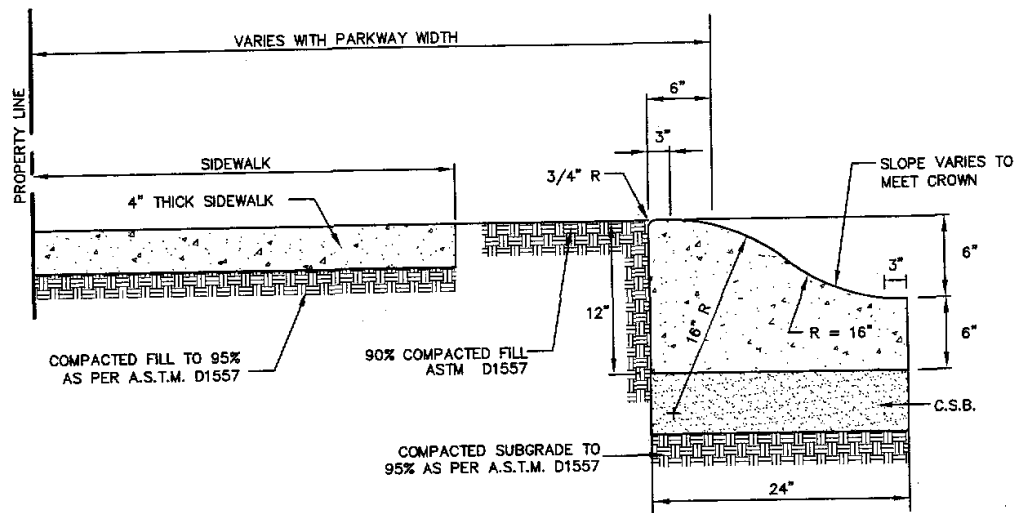 VARIES WITH PARKWAY WIDTH
PROPERTY LINE
6"
3"
SIDEWALK
3/4" R
SLOPE VARIES TO
MEET CROWN
4" THICK SIDEWALK
6"
3"
12"
16" R
R = 16"
6"
COMPACTED FILL TO 95%
AS PER A.S.T.M. D1557
90% COMPACTED FILL
ASTM D1557
C.S.B.
COMPACTED SUBGRADE TO
95% AS PER A.S.T.M. D1557
24"